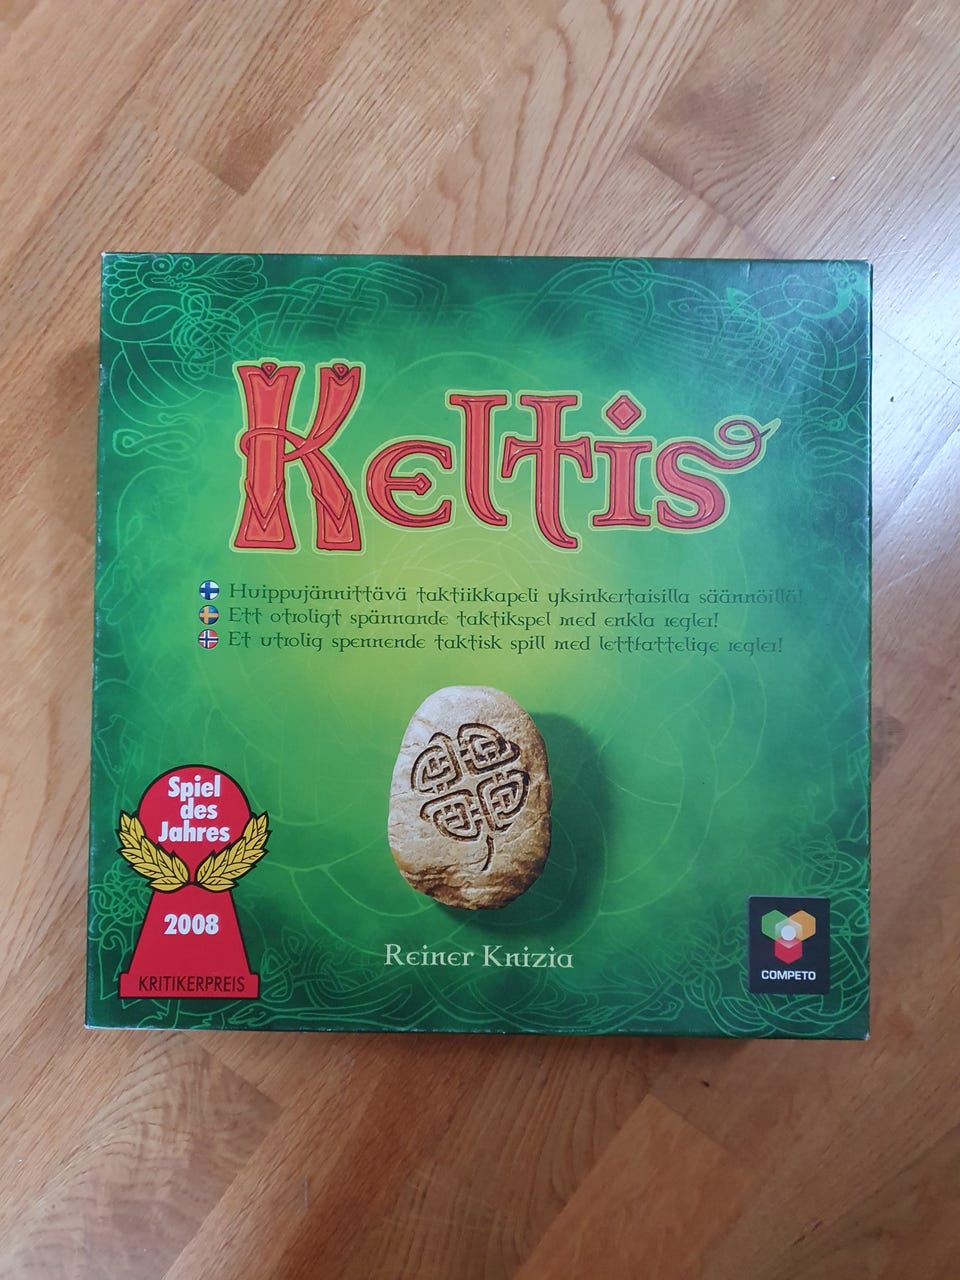 Keltis
Huippujännittävä taktiikkapeli yksinkertaisilla säännöillä!
Ett otroligt spännande taktikspel med enkla regler!
Et utrolig spennende taktisk spill med lettfattelige regler!
Spiel
des
Jahres
2008
KRITIKERPREIS
Reiner Knizia
COMPETO